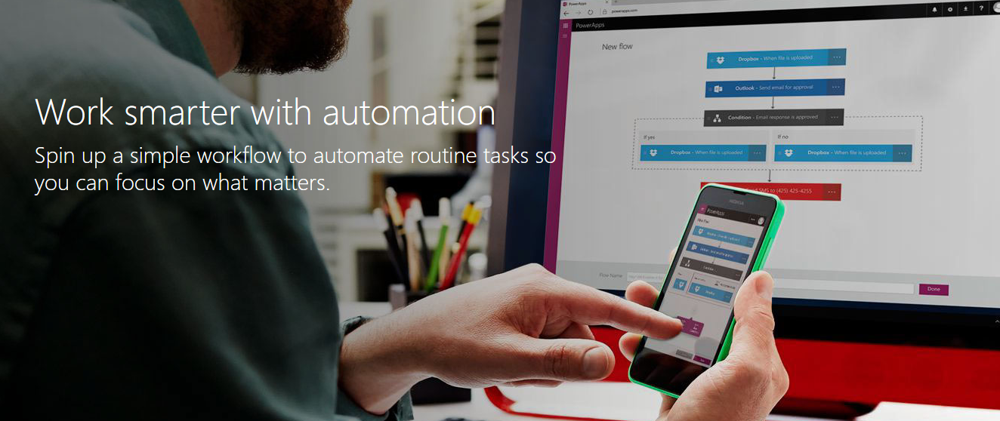 Work smarter with automation
Spin up a simple workflow to automate routine tasks so
you can focus on what matters.
PowerApps
powerapps.com
PowerApps
New flow
Dropbox - When file is uploaded
Outlook - Send email for approval
Condition - Email response is approved
If yes
If no
Dropbox - When file is uploaded
Dropbox - When file is uploaded
SMS to (425) 425-4255
Flow Name
Done
NOKIA
PowerApps